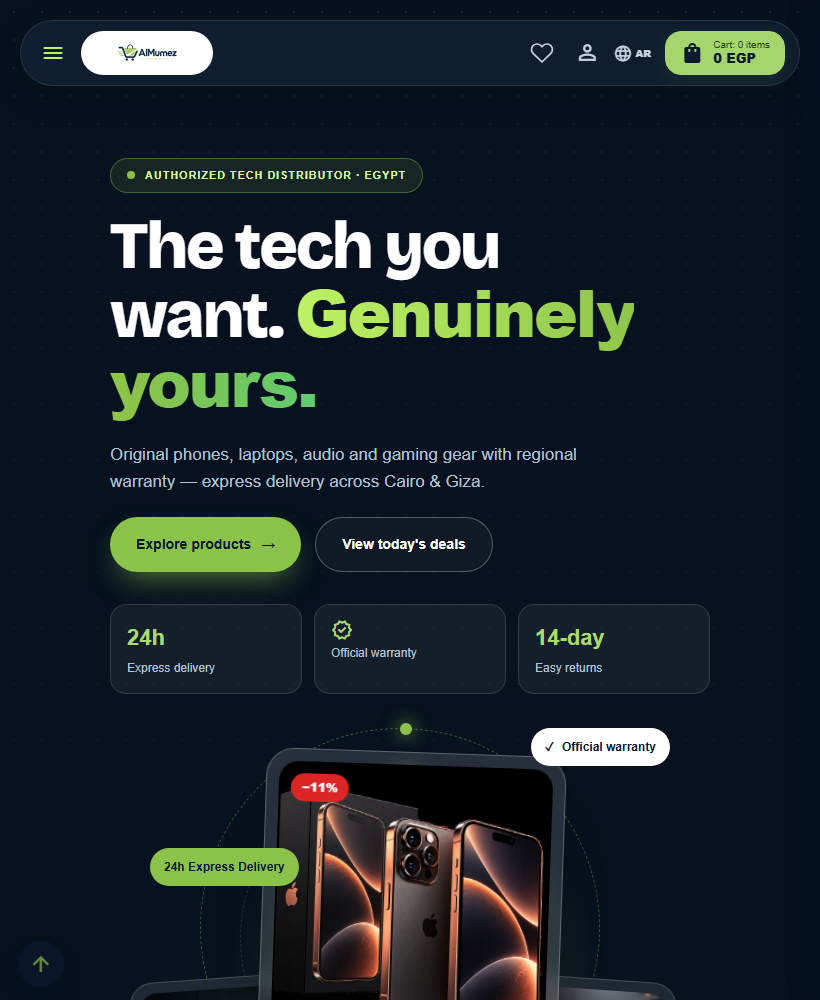 AlMumez
AR
Cart: 0 items
0 EGP
AUTHORIZED TECH DISTRIBUTOR · EGYPT
The tech you
want. Genuinely
yours.
Original phones, laptops, audio and gaming gear with regional
warranty — express delivery across Cairo & Giza.
Explore products →
View today's deals
24h
Express delivery
Official warranty
14-day
Easy returns
✓ Official warranty
−11%
24h Express Delivery